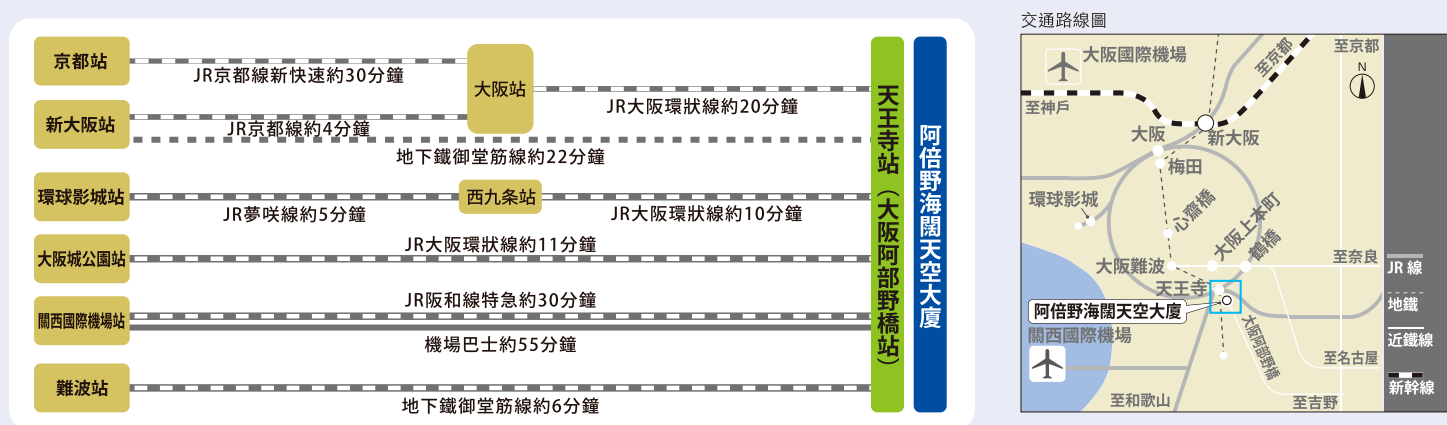 京都站
JR京都線新快速約30分鐘
大阪站
JR大阪環狀線約20分鐘
新大阪站
JR京都線約4分鐘
地下鐵御堂筋線約22分鐘
環球影城站
JR夢咲線約5分鐘
西九条站
JR大阪環狀線約10分鐘
大阪城公園站
JR大阪環狀線約11分鐘
關西國際機場站
JR阪和線特急約30分鐘
機場巴士約55分鐘
難波站
地下鐵御堂筋線約6分鐘
天王寺站（大阪阿部野橋站）
阿倍野海闊天空大廈
交通路線圖
大阪國際機場
至京都
至京都
N
至神戶
大阪
新大阪
梅田
環球影城
心齋橋
大阪上本町
鶴橋
大阪難波
至奈良
天王寺
阿倍野海闊天空大廈
關西國際機場
大阪阿部野橋
至名古屋
至和歌山
至吉野
JR 線
地鐵
近鐵線
新幹線